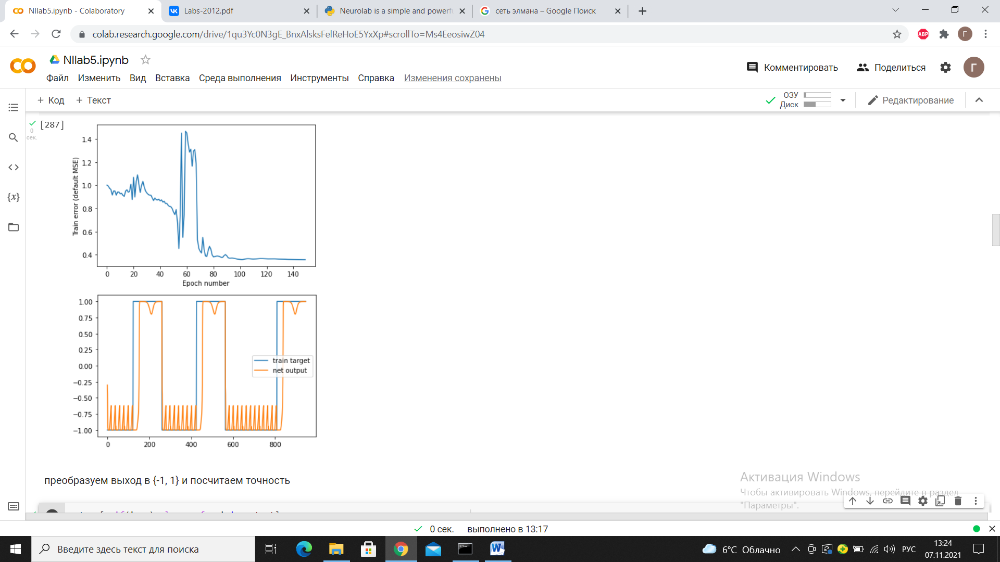 NIlab5.ipynb - Colaboratory
Labs-2012.pdf
Neurolab is a simple and powerfu
сеть элмана – Google Поиск
colab.research.google.com/drive/1qu3Yc0N3gE_BnxAlsksFelReHoE5YxXp#scrollTo=Ms4EeosiwZ04
ABP
Г
NIlab5.ipynb
Файл Изменить Вид Вставка Среда выполнения Инструменты Справка Изменения сохранены
Комментировать
Поделиться
Г
+ Код + Текст
ОЗУ
Диск
Редактирование
[287]
0
сек.
{x}
1.4
1.2
1.0
0.8
0.6
0.4
Train error (default MSE)
0 20 40 60 80 100 120 140
Epoch number
1.00
0.75
0.50
0.25
0.00
−0.25
−0.50
−0.75
−1.00
train target
net output
0 200 400 600 800
преобразуем выход в {-1, 1} и посчитаем точность
Активация Windows
Чтобы активировать Windows, перейдите в раздел
"Параметры".
0 сек. выполнено в 13:17
Введите здесь текст для поиска
6°C Облачно
РУС
13:24
07.11.2021